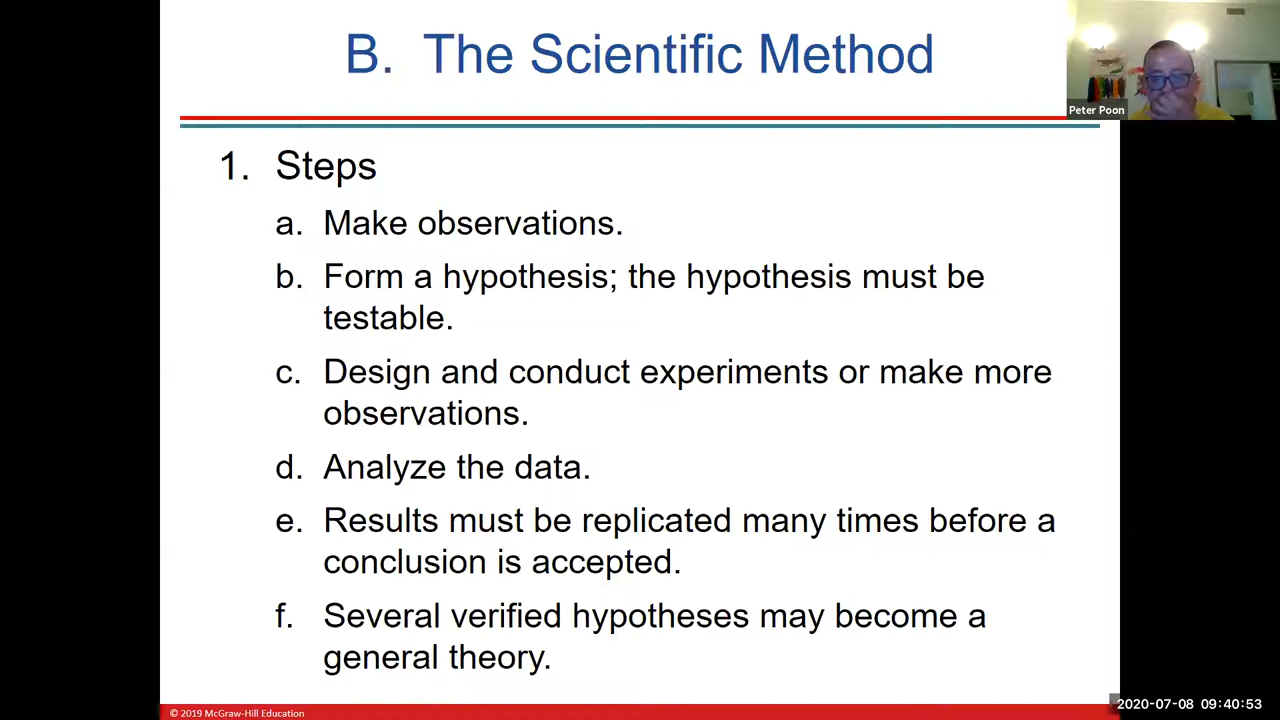 B. The Scientific Method
Peter Poon
1. Steps
a. Make observations.
b. Form a hypothesis; the hypothesis must be
testable.
c. Design and conduct experiments or make more
observations.
d. Analyze the data.
e. Results must be replicated many times before a
conclusion is accepted.
f. Several verified hypotheses may become a
general theory.
© 2019 McGraw-Hill Education
2020-07-08 09:40:53